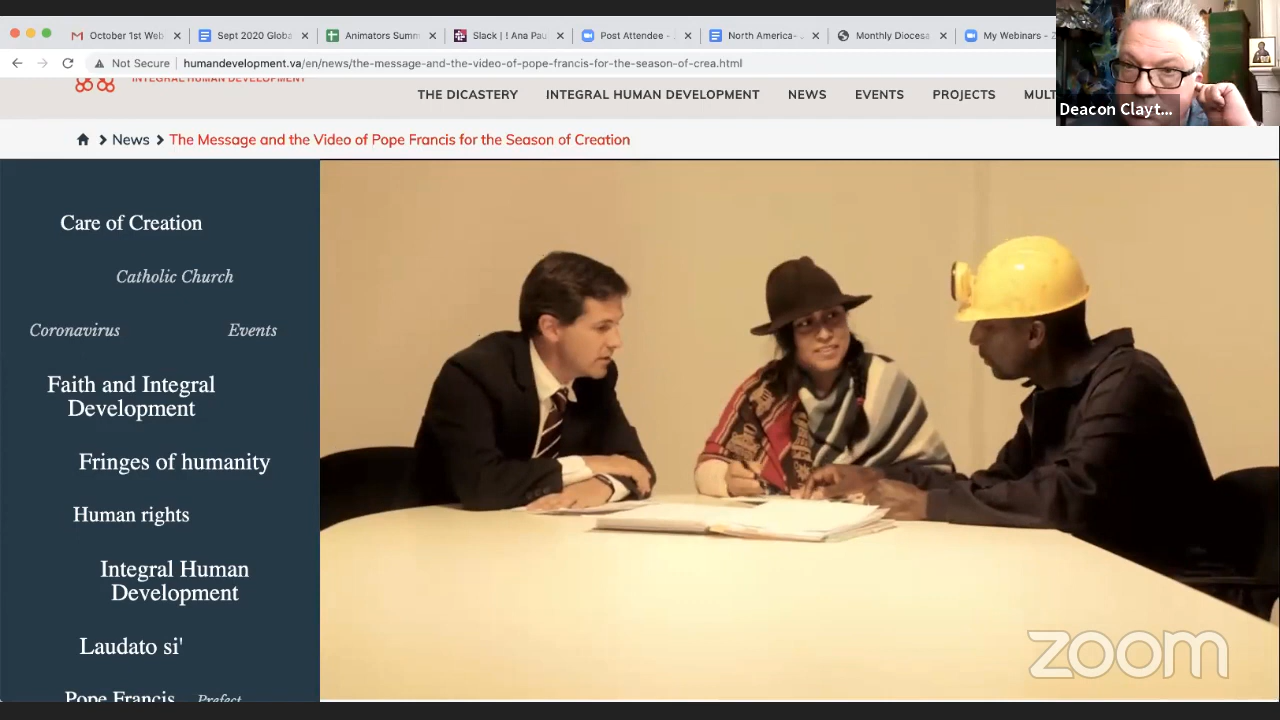 October 1st Web
Sept 2020 Globa
Animators Summ
Slack | ! Ana Pau
Post Attendee -
North America-
Monthly Diocesa
My Webinars - Z
Not Secure | humandevelopment.va/en/news/the-message-and-the-video-of-pope-francis-for-the-season-of-crea.html
INTEGRAL HUMAN DEVELOPMENT
THE DICASTERY INTEGRAL HUMAN DEVELOPMENT NEWS EVENTS PROJECTS MULT
Deacon Clayt...
News The Message and the Video of Pope Francis for the Season of Creation
Care of Creation
Catholic Church
Coronavirus Events
Faith and Integral
Development
Fringes of humanity
Human rights
Integral Human
Development
Laudato si'
Pope Francis Prefect
zoom